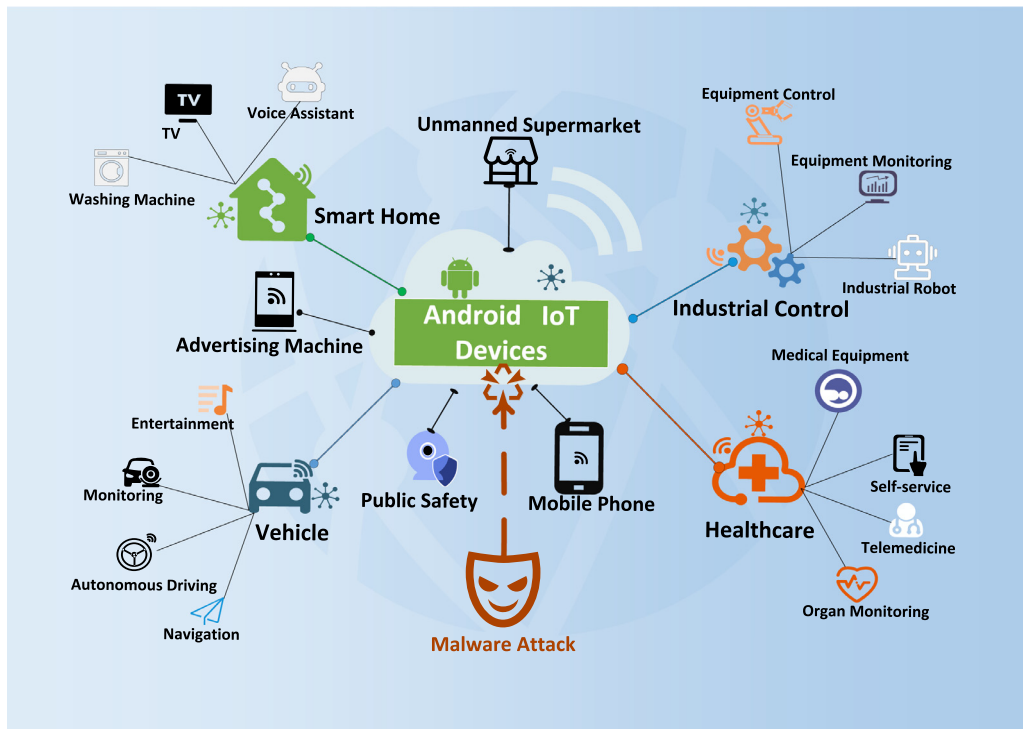 TV
TV
Voice Assistant
Washing Machine
Smart Home
Unmanned Supermarket
Equipment Control
Equipment Monitoring
Industrial Robot
Industrial Control
Android IoT
Devices
Advertising Machine
Entertainment
Monitoring
Autonomous Driving
Navigation
Vehicle
Public Safety
Mobile Phone
Medical Equipment
Self-service
Telemedicine
Organ Monitoring
Healthcare
Malware Attack